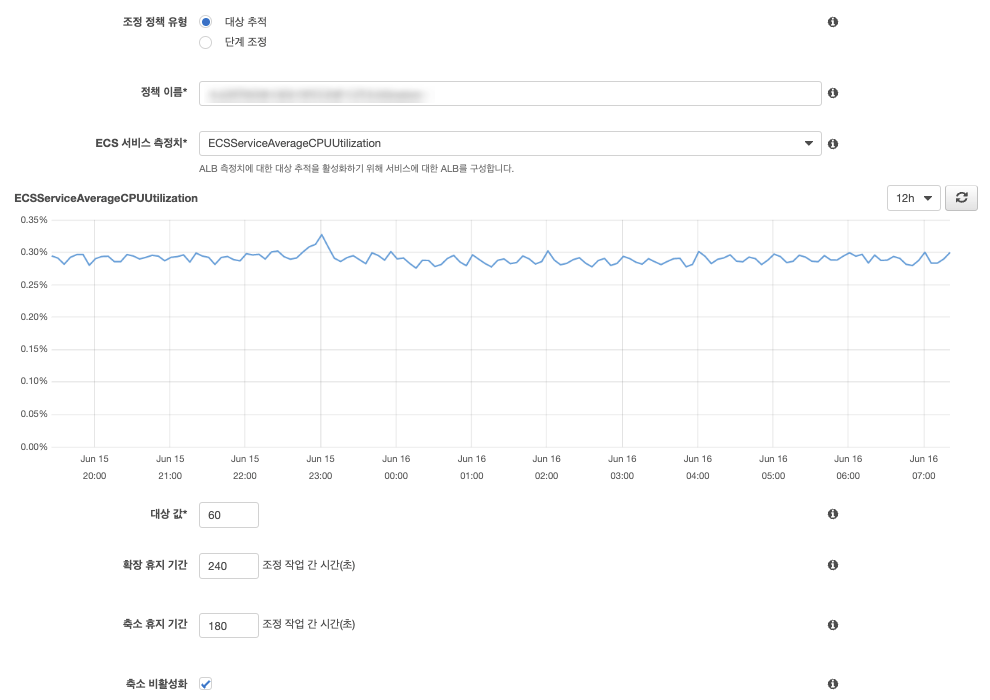 조정 정책 유형 대상 추적
단계 조정
정책 이름*
ECS 서비스 측정치* ECSServiceAverageCPUUtilization
ALB 측정치에 대한 대상 추적을 활성화하기 위해 서비스에 대한 ALB를 구성합니다.
ECSServiceAverageCPUUtilization 12h
0.35%
0.30%
0.25%
0.20%
0.15%
0.10%
0.05%
0.00%
Jun 15 Jun 15 Jun 15 Jun 15 Jun 16 Jun 16 Jun 16 Jun 16 Jun 16 Jun 16 Jun 16 Jun 16
20:00 21:00 22:00 23:00 00:00 01:00 02:00 03:00 04:00 05:00 06:00 07:00
대상 값* 60
확장 휴지 기간 240 조정 작업 간 시간(초)
축소 휴지 기간 180 조정 작업 간 시간(초)
축소 비활성화